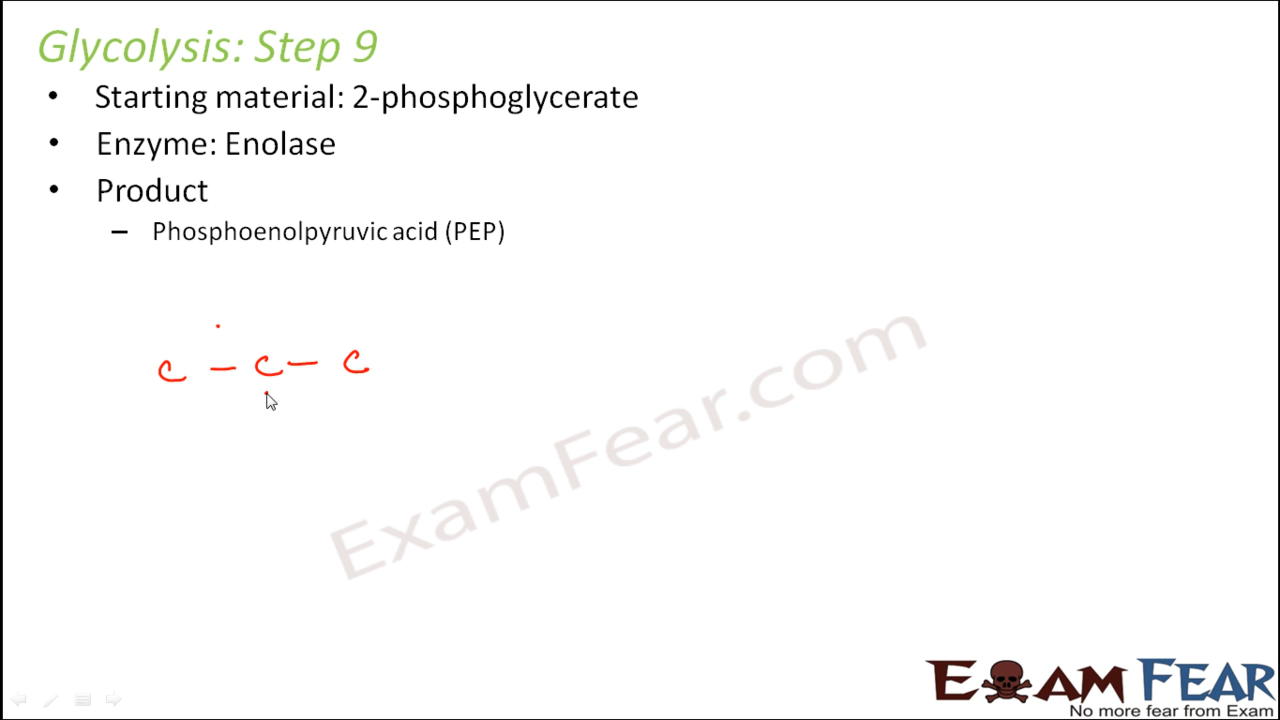 Glycolysis: Step 9
• Starting material: 2-phosphoglycerate
• Enzyme: Enolase
• Product
– Phosphoenolpyruvic acid (PEP)
c – c – c
ExamFear.com
EXAM FEAR
No more fear from Exam